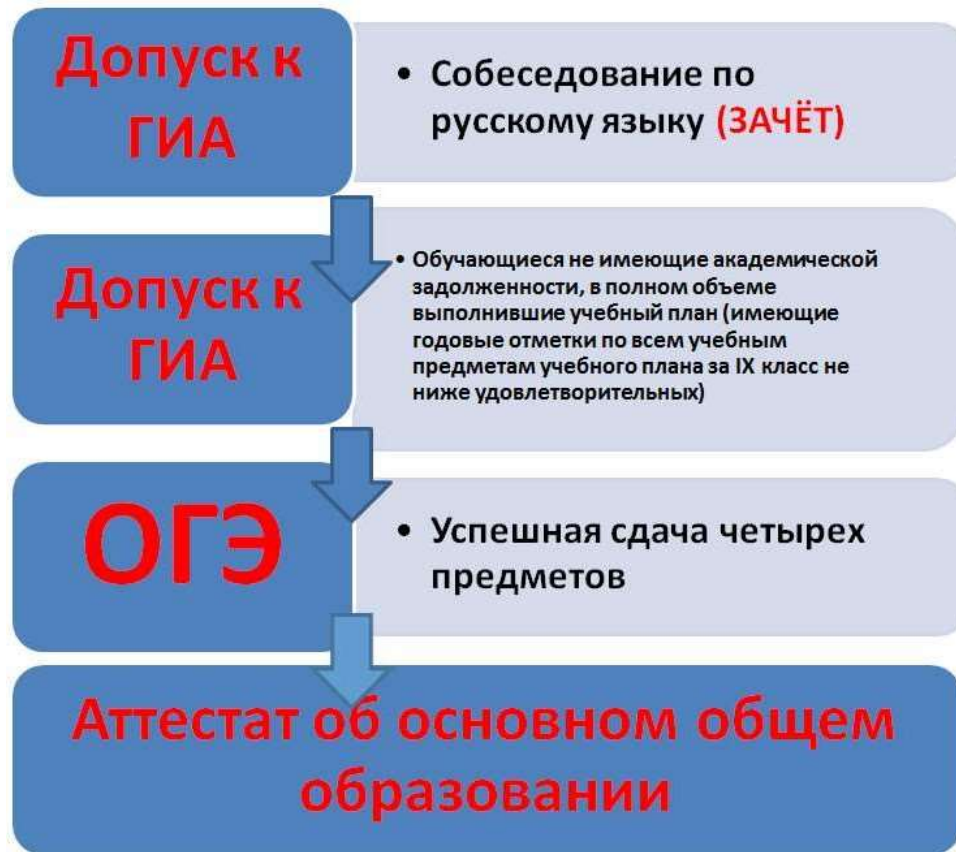 Допуск к
ГИА
• Собеседование по
русскому языку (ЗАЧЁТ)
Допуск к
ГИА
• Обучающиеся не имеющие академической
задолженности, в полном объеме
выполнившие учебный план (имеющие
годовые отметки по всем учебным
предметам учебного плана за IX класс не
ниже удовлетворительных)
ОГЭ
• Успешная сдача четырех
предметов
Аттестат об основном общем
образовании